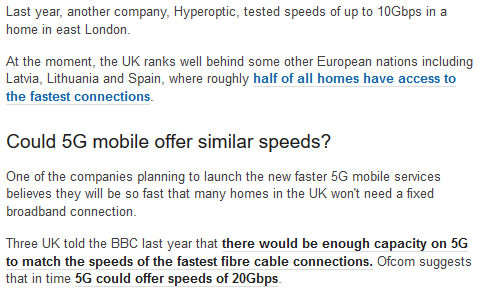 Last year, another company, Hyperoptic, tested speeds of up to 10Gbps in a
home in east London.
At the moment, the UK ranks well behind some other European nations including
Latvia, Lithuania and Spain, where roughly half of all homes have access to
the fastest connections.
Could 5G mobile offer similar speeds?
One of the companies planning to launch the new faster 5G mobile services
believes they will be so fast that many homes in the UK won't need a fixed
broadband connection.
Three UK told the BBC last year that there would be enough capacity on 5G
to match the speeds of the fastest fibre cable connections. Ofcom suggests
that in time 5G could offer speeds of 20Gbps.